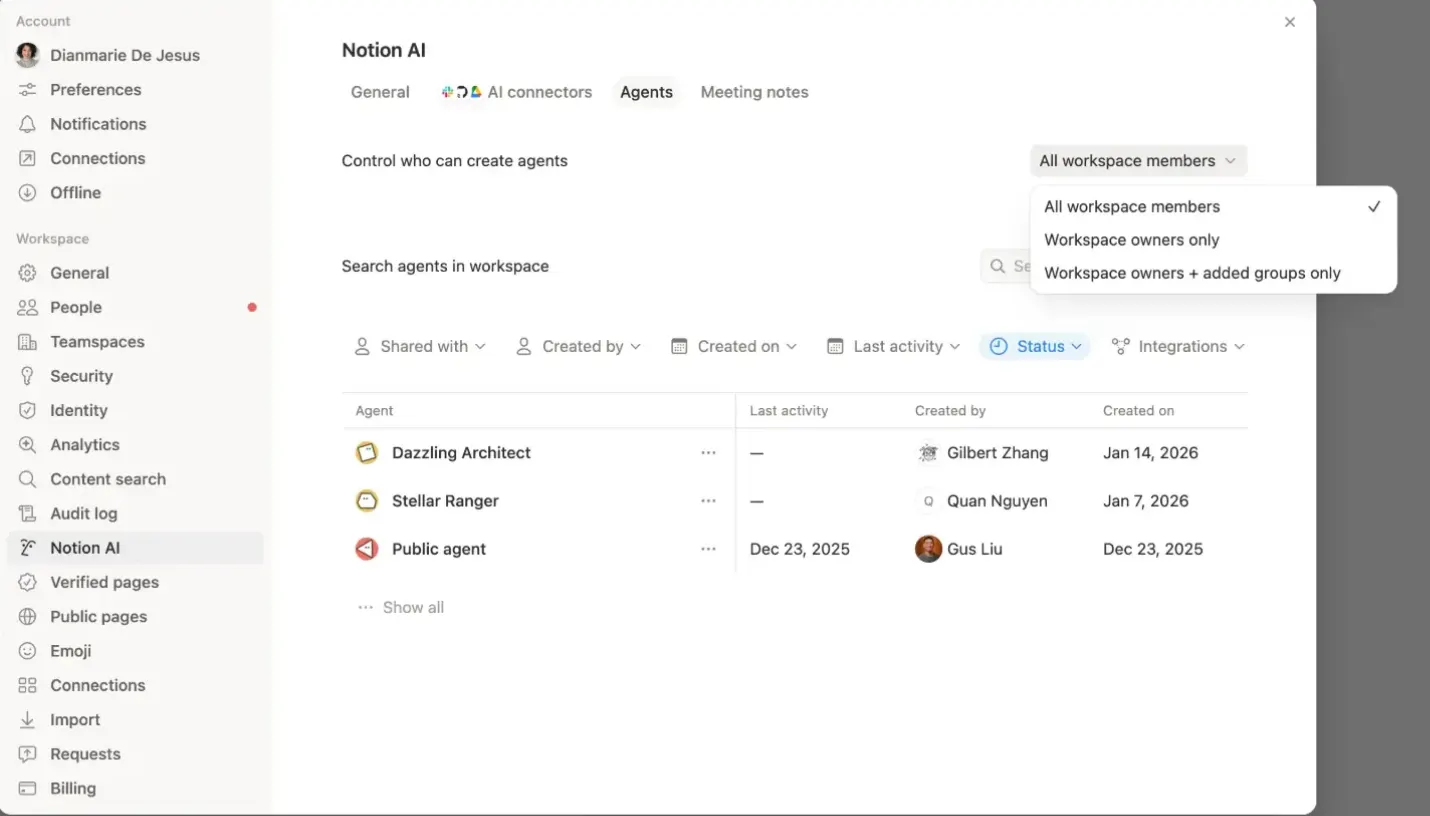 Account
Dianmarie De Jesus
Preferences
Notifications
Connections
Offline
Workspace
General
People
Teamspaces
Security
Identity
Analytics
Content search
Audit log
Notion AI
Verified pages
Public pages
Emoji
Connections
Import
Requests
Billing
Notion AI
General AI connectors Agents Meeting notes
Control who can create agents All workspace members
All workspace members
Workspace owners only
Workspace owners + added groups only
Search agents in workspace
Shared with Created by Created on Last activity Status Integrations
Agent Last activity Created by Created on
Dazzling Architect — Gilbert Zhang Jan 14, 2026
Stellar Ranger — Q Quan Nguyen Jan 7, 2026
Public agent Dec 23, 2025 Gus Liu Dec 23, 2025
Show all